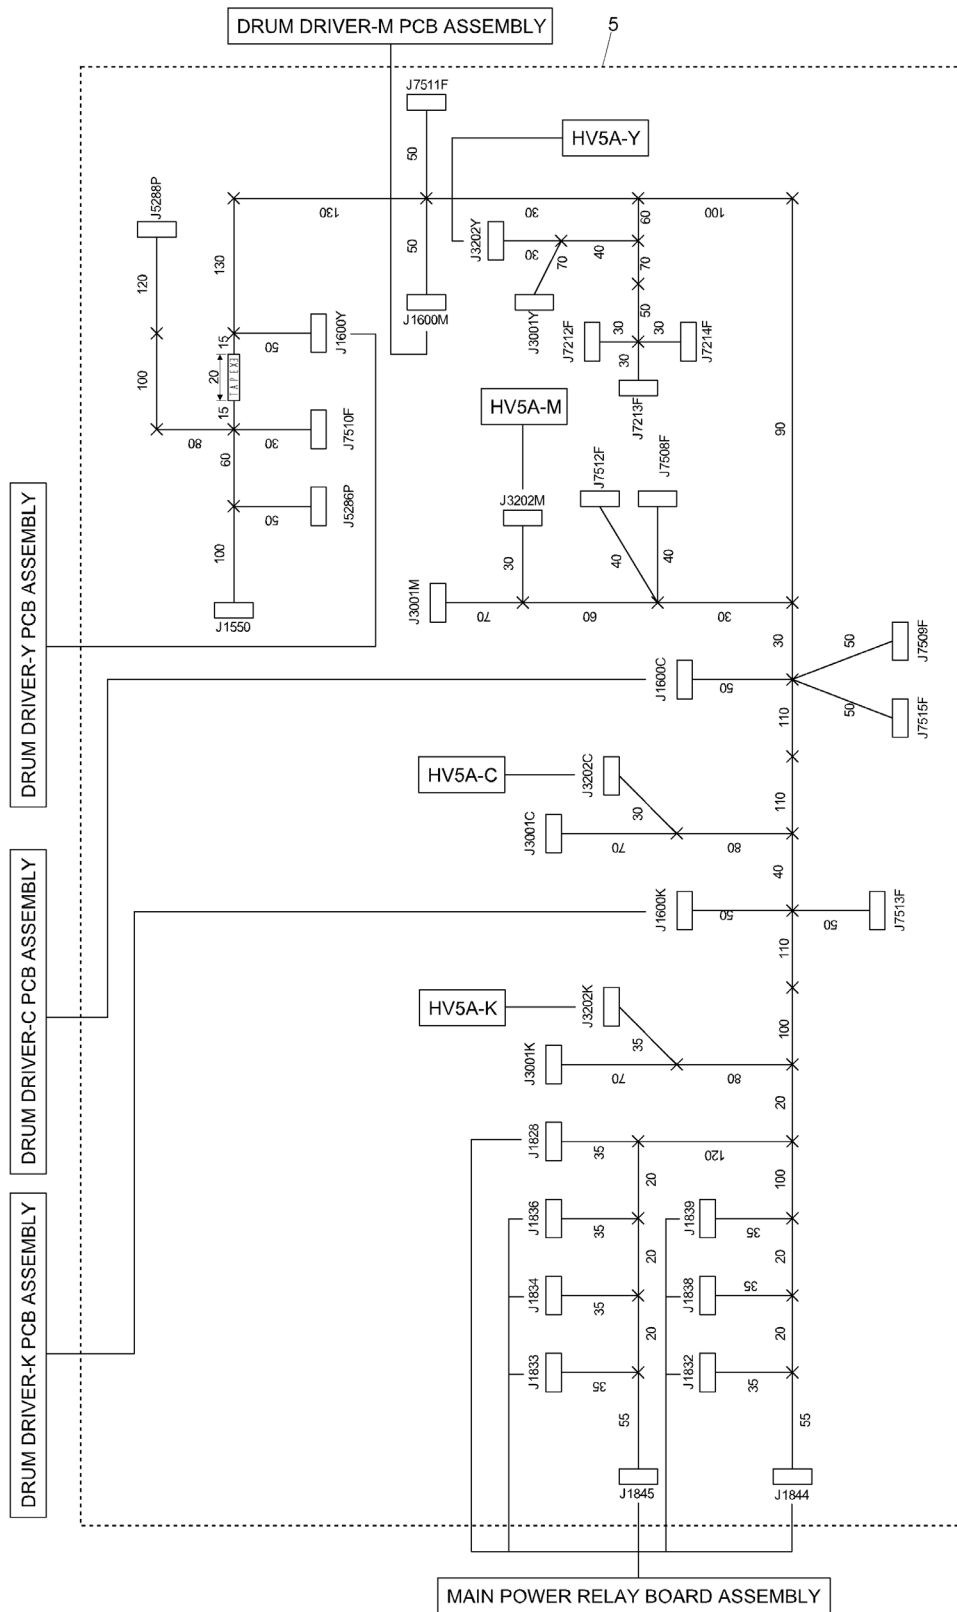 DRUM DRIVER-M PCB ASSEMBLY
5
J7511F
HV5A-Y
50
J5288P
130
30
60
100
120
130
50
J3202Y
30
70
40
70
J1600M
J3001Y
50
15
50
J1600Y
J7212F
30
30
J7214F
30
20
TAPEX3
100
15
HV5A-M
J7213F
80
30
J7510F
90
60
J7512F
J7508F
50
J5286P
J3202M
100
30
40
40
J3001M
J1550
70
60
30
DRUM DRIVER-Y PCB ASSEMBLY
30
50
J7509F
J1600C
50
50
J7515F
110
HV5A-C
J3202C
30
110
J3001C
70
80
40
DRUM DRIVER-C PCB ASSEMBLY
J1600K
50
50
J7513F
110
HV5A-K
J3202K
35
100
J3001K
70
80
20
J1828
35
120
20
100
DRUM DRIVER-K PCB ASSEMBLY
J1836
35
J1839
35
20
20
J1834
35
J1838
35
20
20
J1833
35
J1832
35
55
55
J1845
J1844
MAIN POWER RELAY BOARD ASSEMBLY